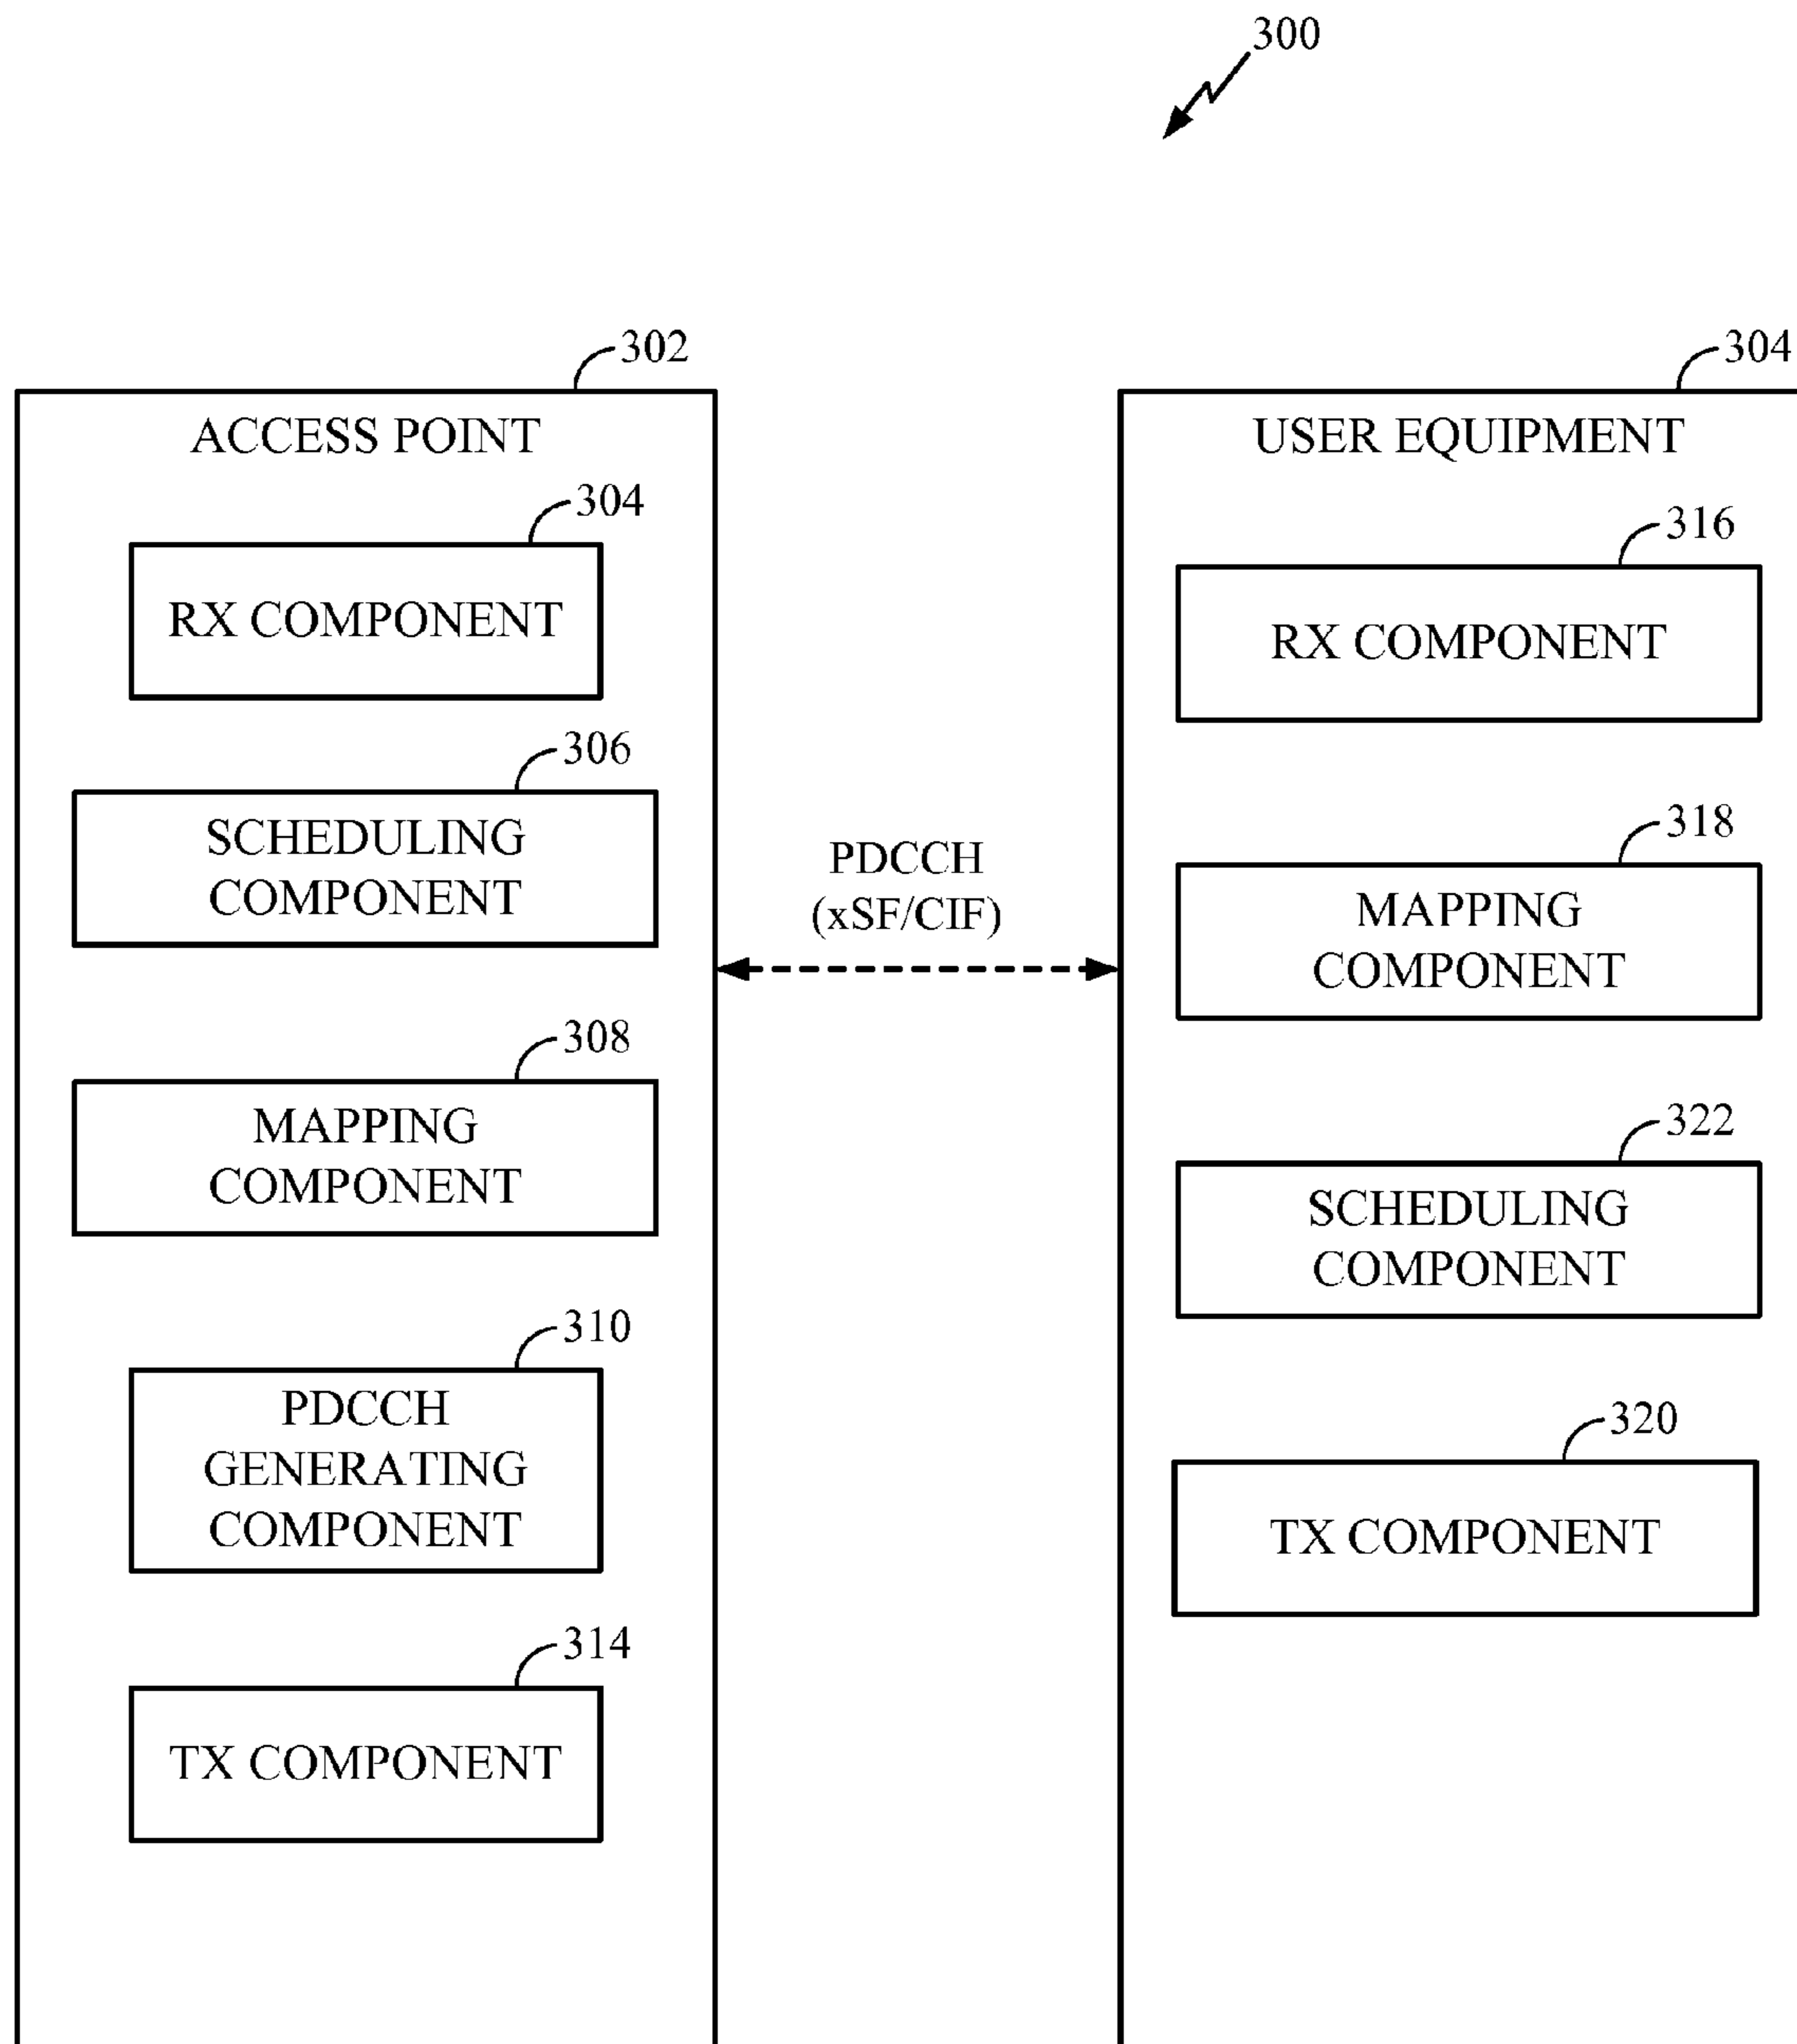 300
302
ACCESS POINT
304
RX COMPONENT
306
SCHEDULING
COMPONENT
308
MAPPING
COMPONENT
310
PDCCH
GENERATING
COMPONENT
314
TX COMPONENT
PDCCH
(xSF/CIF)
304
USER EQUIPMENT
316
RX COMPONENT
318
MAPPING
COMPONENT
322
SCHEDULING
COMPONENT
320
TX COMPONENT